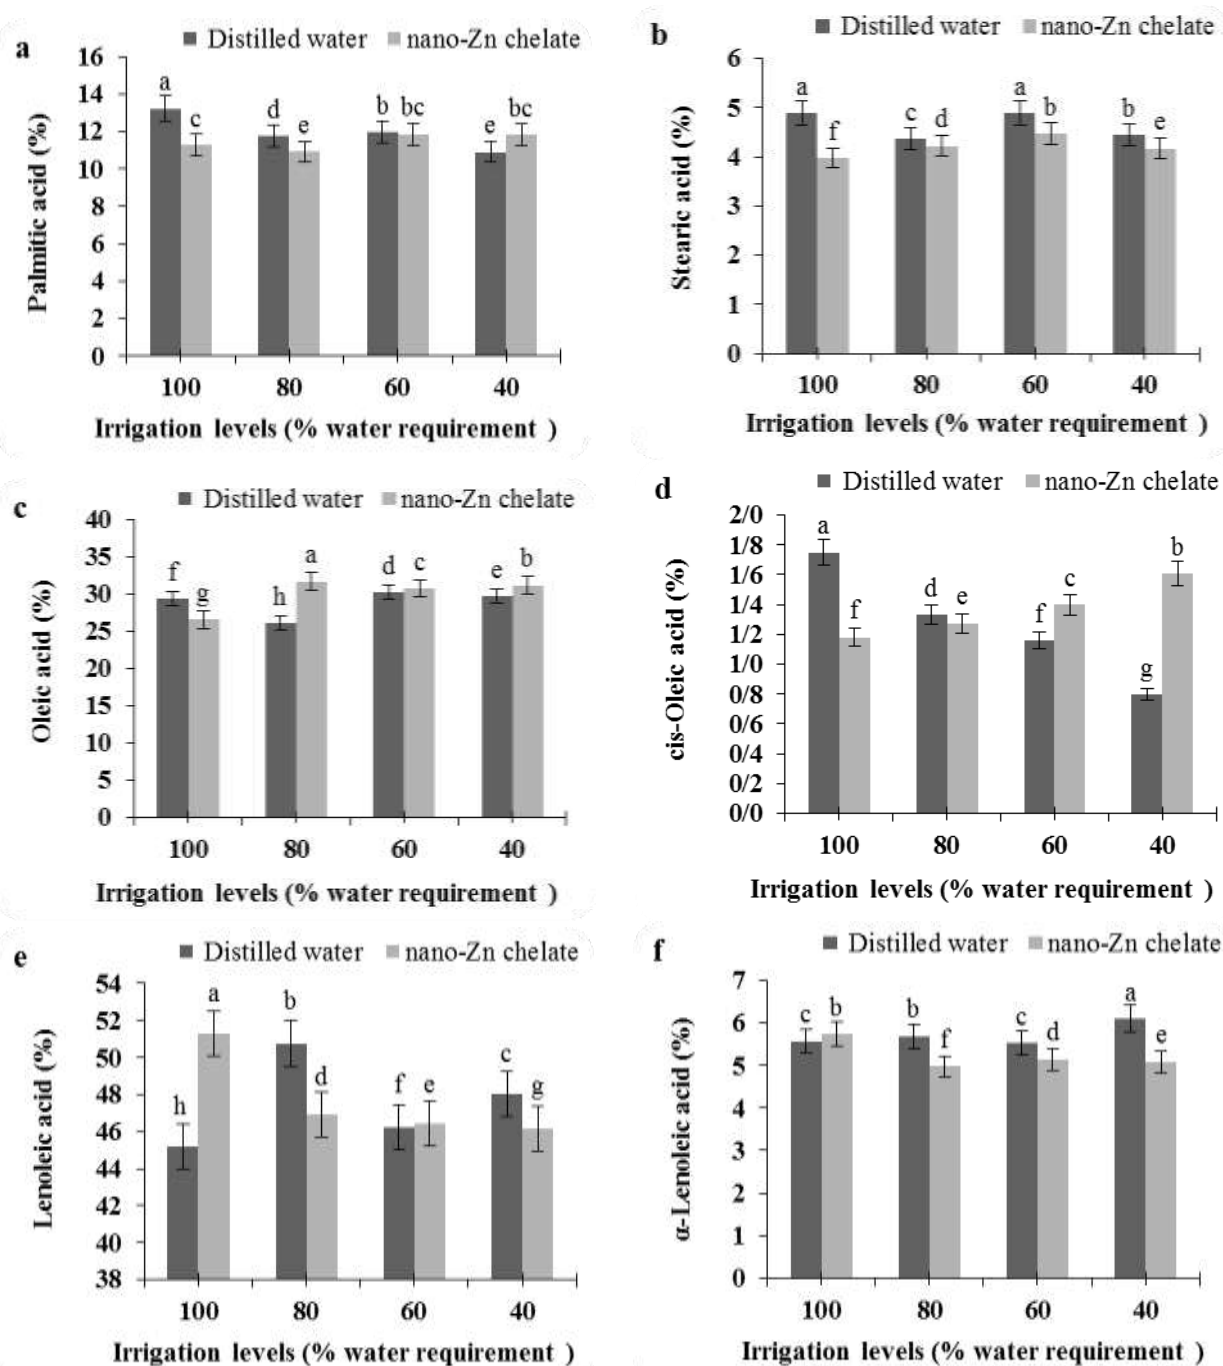 a
Distilled water nano-Zn chelate
Palmitic acid (%)
16
14
12
10
8
6
4
2
0
a c d e b bc e bc
100 80 60 40
Irrigation levels (% water requirement )
b
Distilled water nano-Zn chelate
Stearic acid (%)
6
5
4
3
2
1
0
a f c d a b b e
100 80 60 40
Irrigation levels (% water requirement )
c
Distilled water nano-Zn chelate
Oleic acid (%)
40
35
30
25
20
15
10
5
0
f g h a d c e b
100 80 60 40
Irrigation levels (% water requirement )
d
Distilled water nano-Zn chelate
cis-Oleic acid (%)
2/0
1/8
1/6
1/4
1/2
1/0
0/8
0/6
0/4
0/2
0/0
a f d e f c g b
100 80 60 40
Irrigation levels (% water requirement )
e
Distilled water nano-Zn chelate
Lenoleic acid (%)
54
52
50
48
46
44
42
40
38
h a b d f e c g
100 80 60 40
Irrigation levels (% water requirement )
f
Distilled water nano-Zn chelate
α-Lenoleic acid (%)
7
6
5
4
3
2
1
0
c b b f c d a e
100 80 60 40
Irrigation levels (% water requirement )